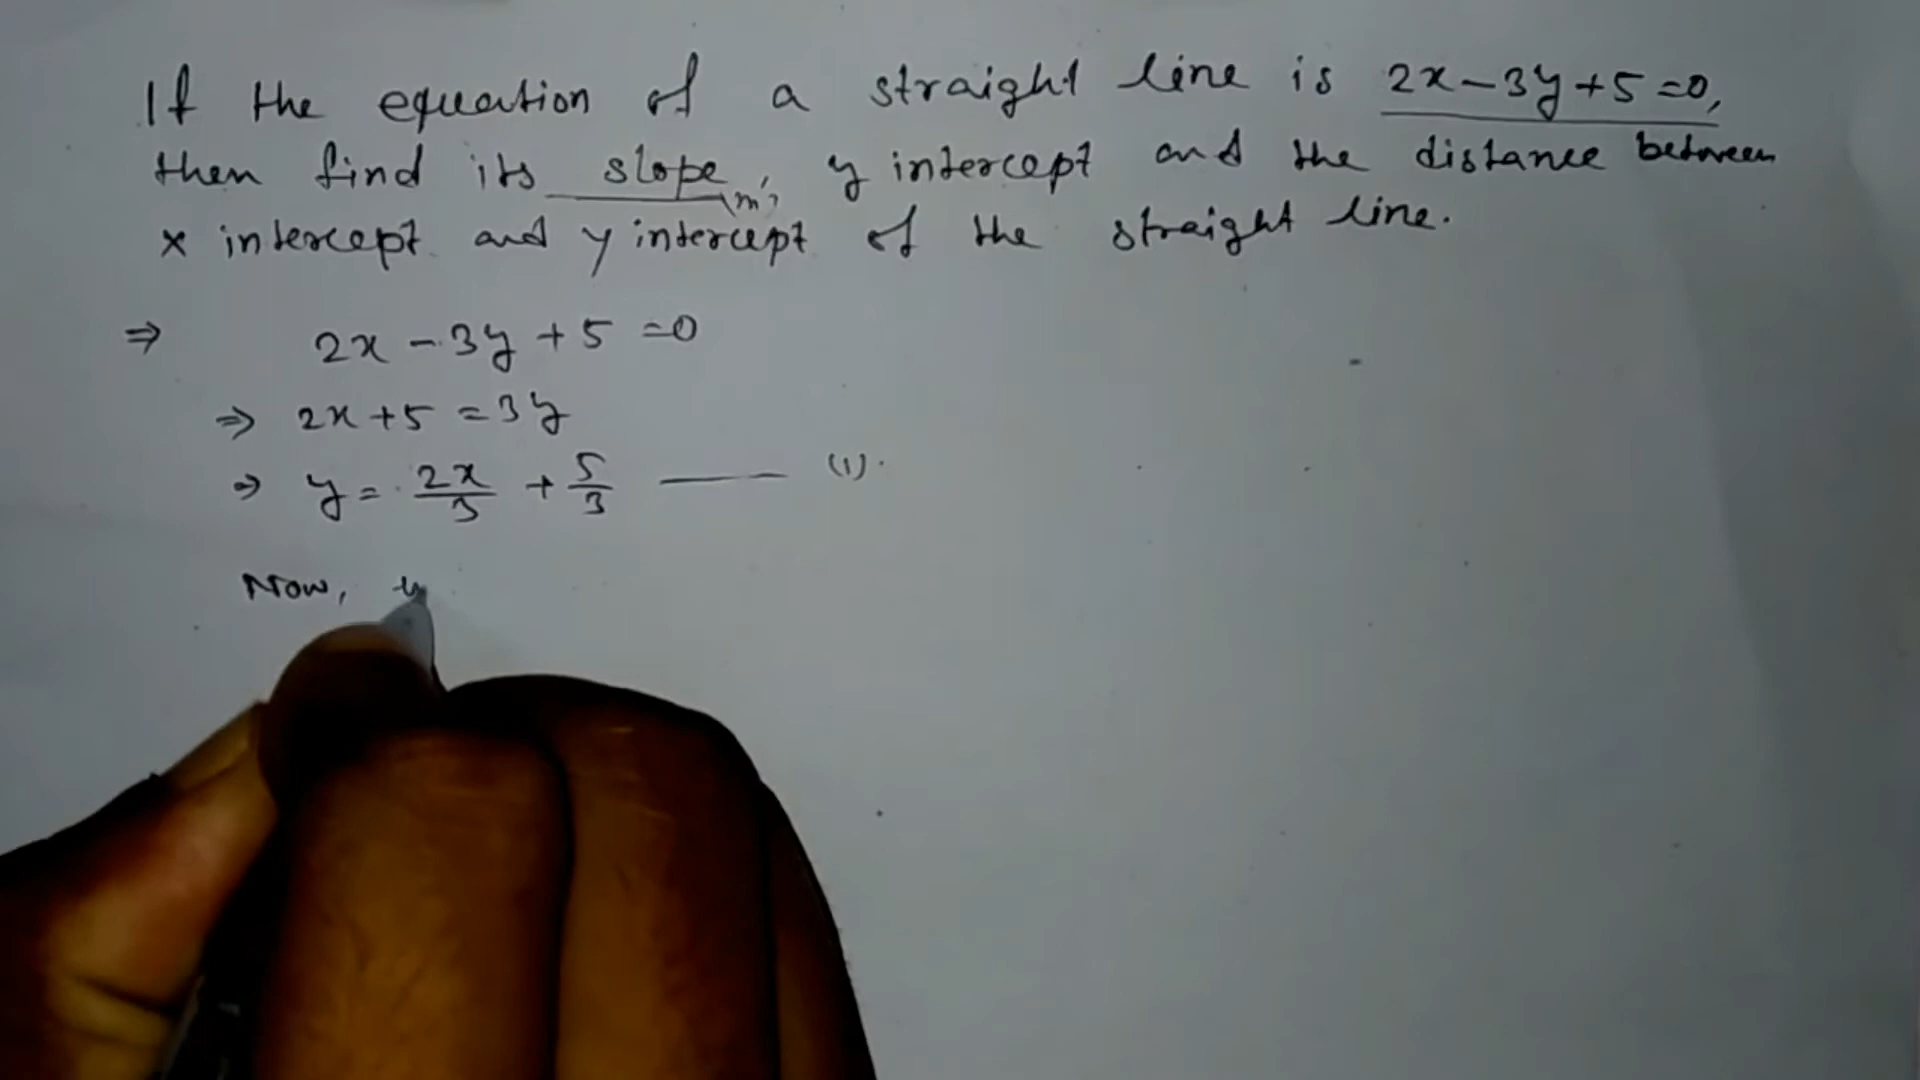 If the equation of a straight line is 2x-3y+5=0,
then find its slope 'm', y intercept and the distance between
x intercept and y intercept of the straight line.
⇒ 2x - 3y + 5 = 0
⇒ 2x + 5 = 3y
⇒ y = 2x/3 + 5/3 —— (1).
Now, y